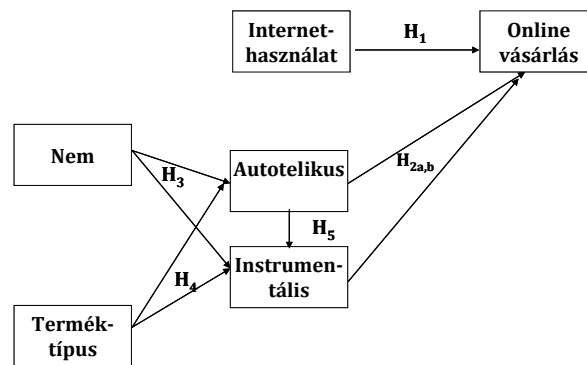 Internet-
használat
H1
Online
vásárlás
Nem
H3
Autotelikus
H2a,b
H5
H4
Instrumen-
tális
Termék-
típus